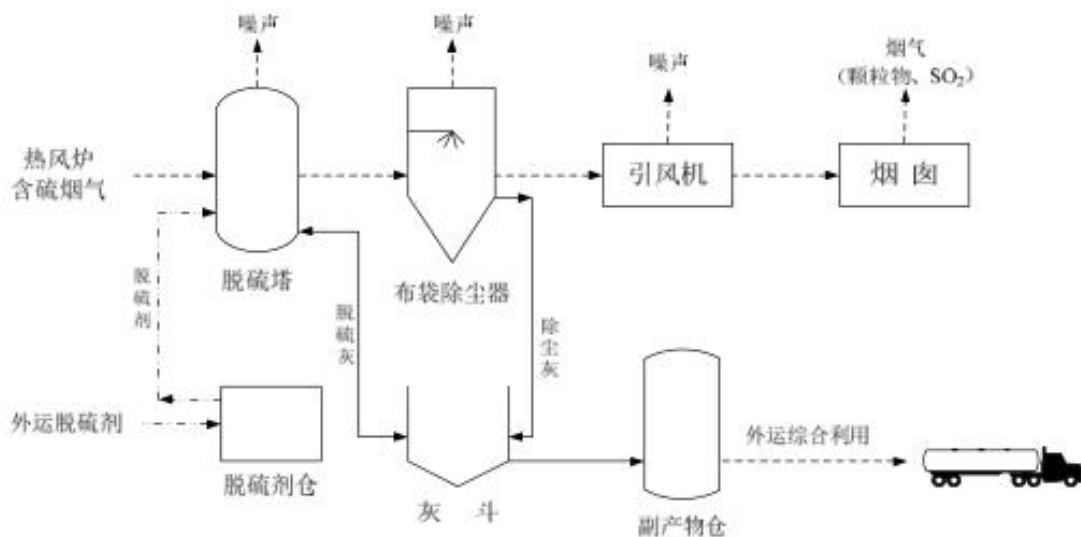 噪声
噪声
噪声
烟气
（颗粒物、SO₂）
热风炉
含硫烟气
引风机
烟 囱
脱硫塔
布袋除尘器
脱硫剂
脱硫灰
除尘灰
外运脱硫剂
脱硫剂仓
灰 斗
副产物仓
外运综合利用